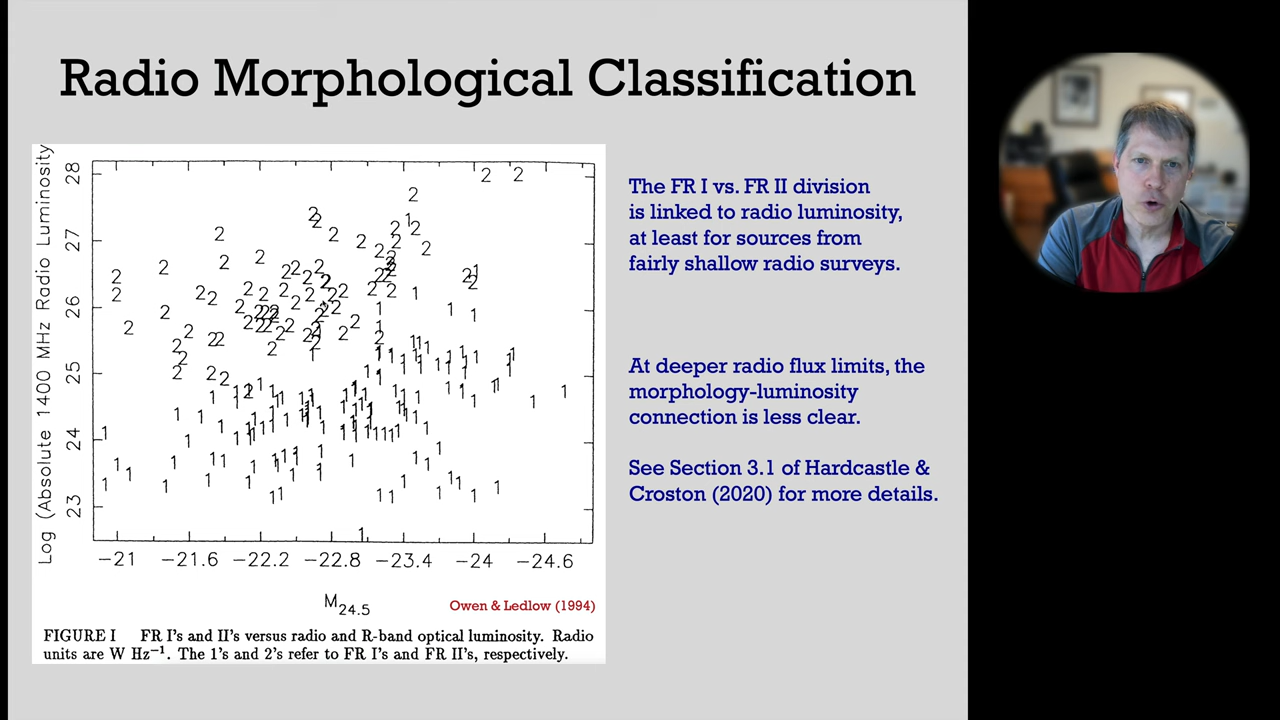 Radio Morphological Classification
Log (Absolute 1400 MHz Radio Luminosity
28
27
26
25
24
23
-21 -21.6 -22.2 -22.8 -23.4 -24 -24.6
M24.5
Owen & Ledlow (1994)
FIGURE I FR I's and II's versus radio and R-band optical luminosity. Radio
units are W Hz−1. The 1's and 2's refer to FR I's and FR II's, respectively.
The FR I vs. FR II division
is linked to radio luminosity,
at least for sources from
fairly shallow radio surveys.
At deeper radio flux limits, the
morphology-luminosity
connection is less clear.
See Section 3.1 of Hardcastle &
Croston (2020) for more details.